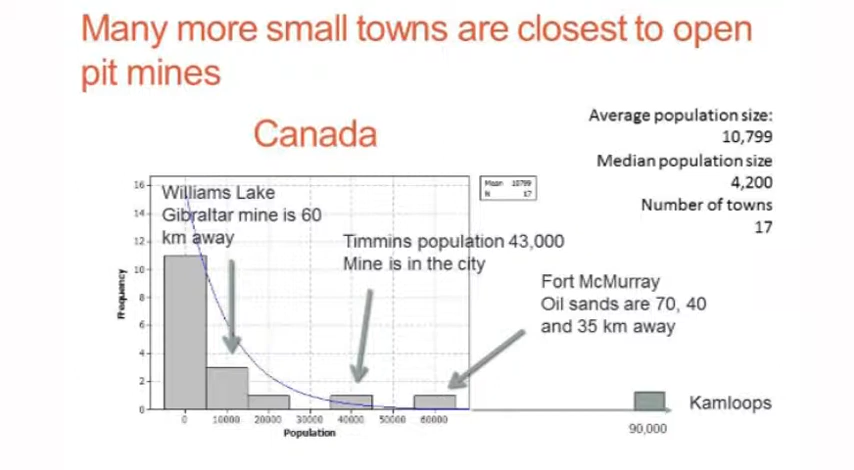 Many more small towns are closest to open
pit mines
Canada
Average population size:
10,799
Median population size
4,200
Number of towns
17
Mean 10799
N 17
Williams Lake
Gibraltar mine is 60
km away
Timmins population 43,000
Mine is in the city
Fort McMurray
Oil sands are 70, 40
and 35 km away
Kamloops
90,000
Frequency
16
14
12
10
8
6
4
2
0
0 10000 20000 30000 40000 50000 60000
Population